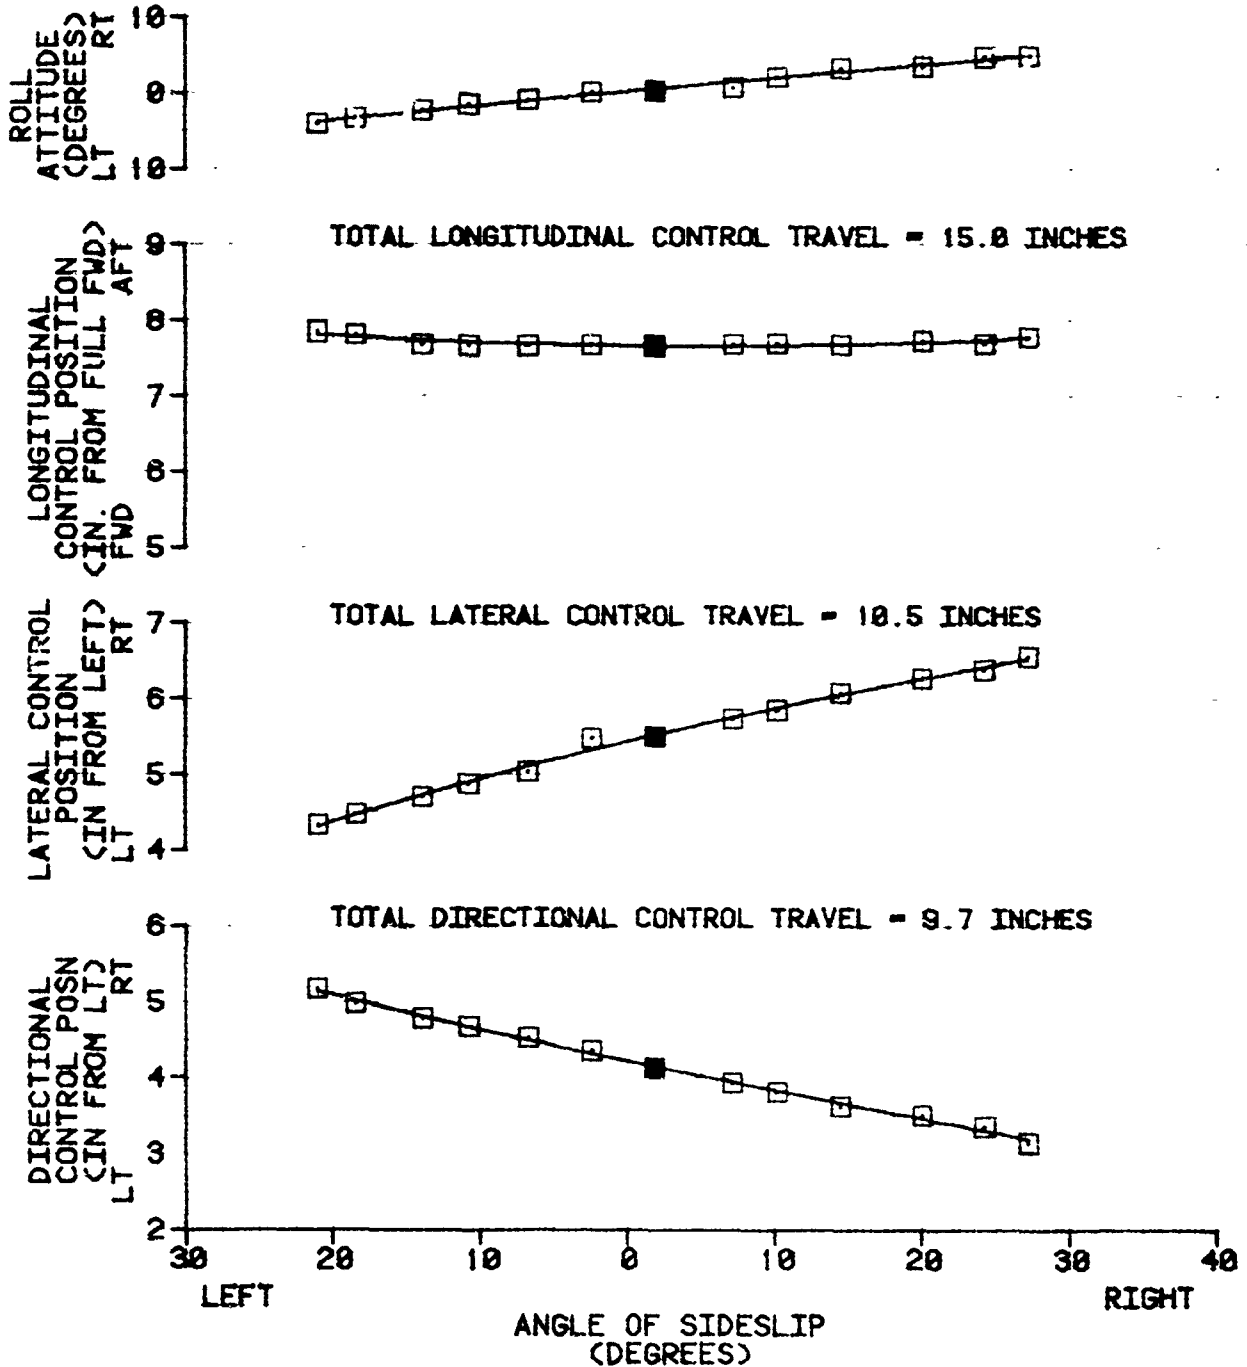 ROLL
ATTITUDE
(DEGREES)
LT RT
10
0
10
TOTAL LONGITUDINAL CONTROL TRAVEL = 15.0 INCHES
LONGITUDINAL
CONTROL POSITION
(IN. FROM FULL FWD)
FWD AFT
9
8
7
6
5
TOTAL LATERAL CONTROL TRAVEL = 10.5 INCHES
LATERAL CONTROL
POSITION
(IN FROM LEFT)
LT RT
7
6
5
4
TOTAL DIRECTIONAL CONTROL TRAVEL = 9.7 INCHES
DIRECTIONAL
CONTROL POSN
(IN FROM LT)
LT RT
6
5
4
3
2
30 20 10 0 10 20 30 40
LEFT RIGHT
ANGLE OF SIDESLIP
(DEGREES)